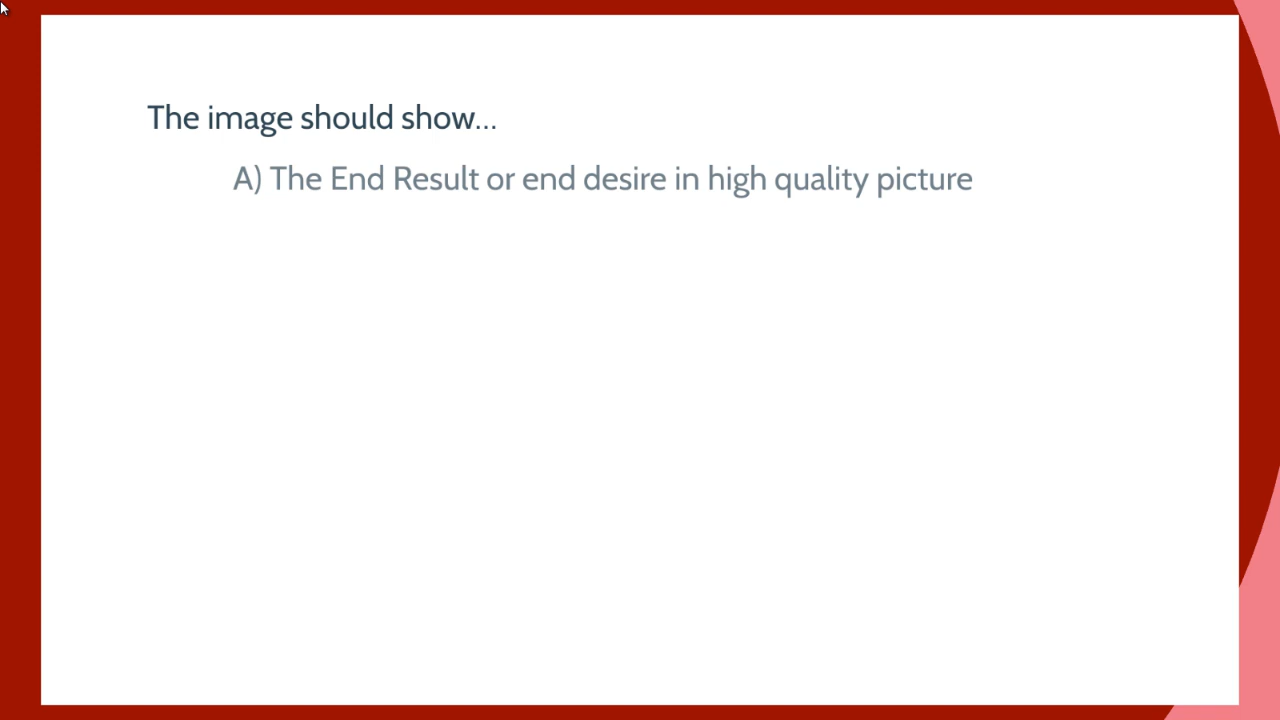 The image should show...
A) The End Result or end desire in high quality picture